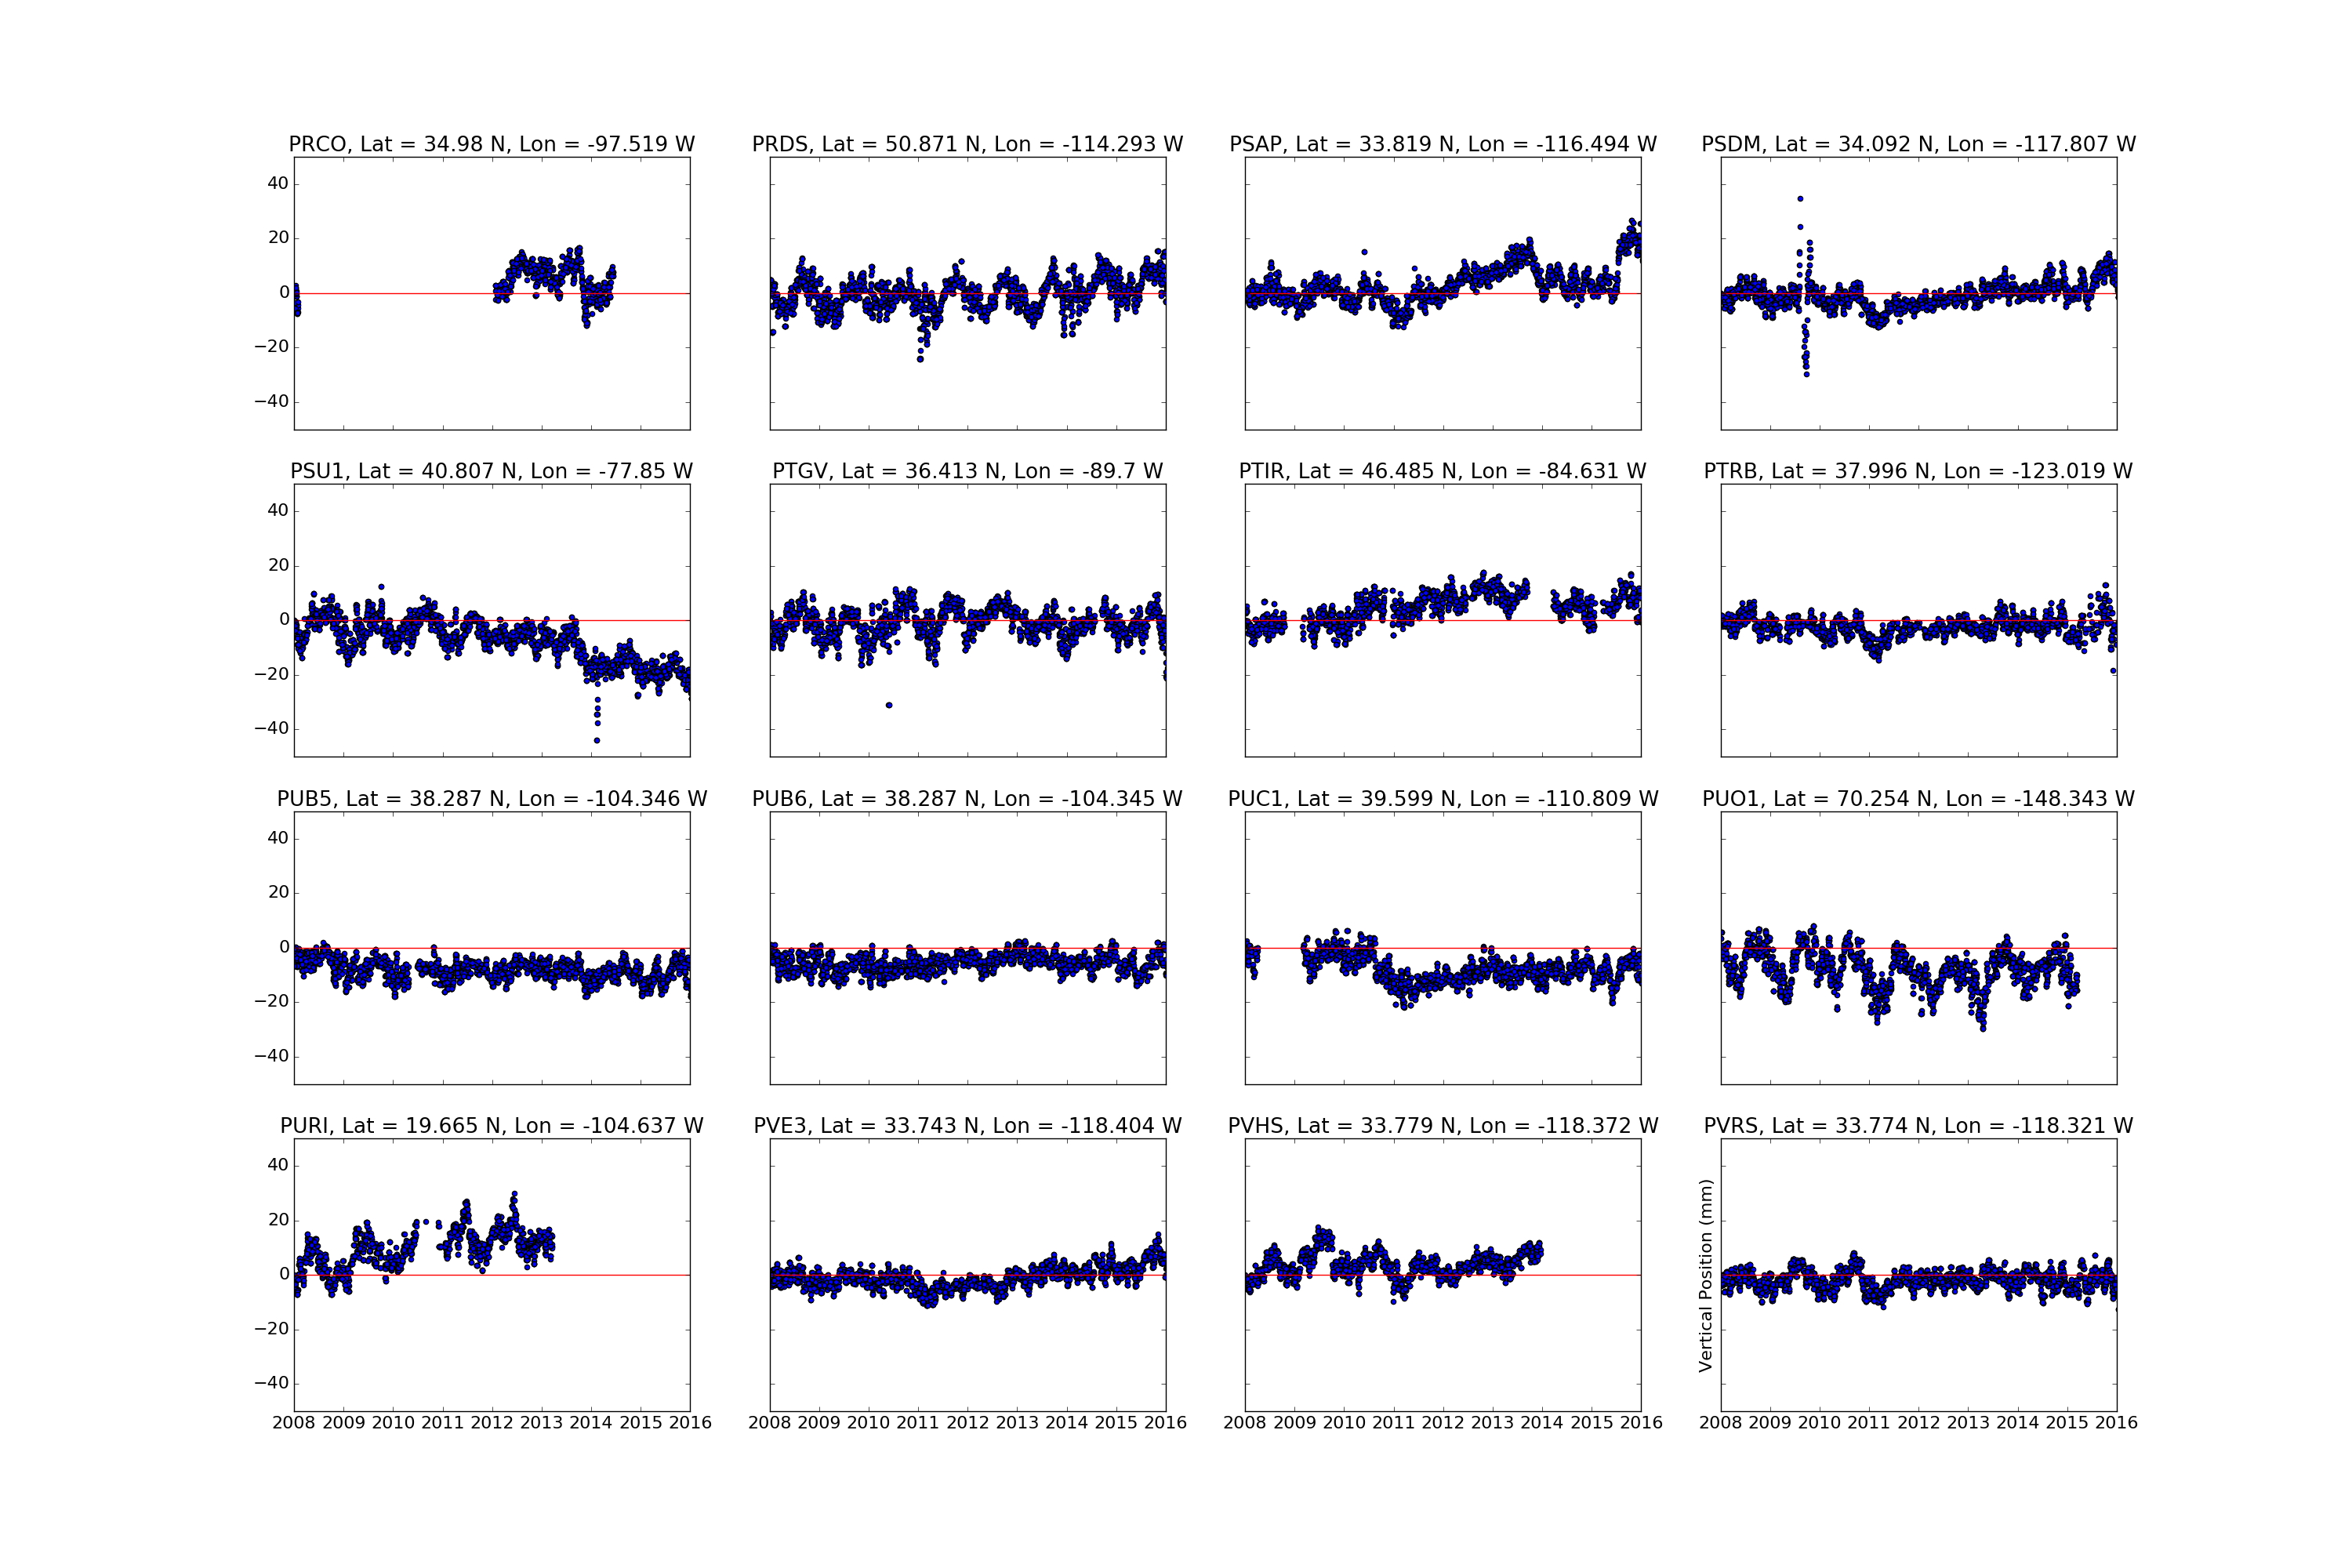 PRCO, Lat = 34.98 N, Lon = -97.519 W
PRDS, Lat = 50.871 N, Lon = -114.293 W
PSAP, Lat = 33.819 N, Lon = -116.494 W
PSDM, Lat = 34.092 N, Lon = -117.807 W
40
20
0
−20
−40
PSU1, Lat = 40.807 N, Lon = -77.85 W
PTGV, Lat = 36.413 N, Lon = -89.7 W
PTIR, Lat = 46.485 N, Lon = -84.631 W
PTRB, Lat = 37.996 N, Lon = -123.019 W
40
20
0
−20
−40
PUB5, Lat = 38.287 N, Lon = -104.346 W
PUB6, Lat = 38.287 N, Lon = -104.345 W
PUC1, Lat = 39.599 N, Lon = -110.809 W
PUO1, Lat = 70.254 N, Lon = -148.343 W
40
20
0
−20
−40
PURI, Lat = 19.665 N, Lon = -104.637 W
PVE3, Lat = 33.743 N, Lon = -118.404 W
PVHS, Lat = 33.779 N, Lon = -118.372 W
PVRS, Lat = 33.774 N, Lon = -118.321 W
40
20
0
−20
−40
Vertical Position (mm)
2008 2009 2010 2011 2012 2013 2014 2015 2016
2008 2009 2010 2011 2012 2013 2014 2015 2016
2008 2009 2010 2011 2012 2013 2014 2015 2016
2008 2009 2010 2011 2012 2013 2014 2015 2016